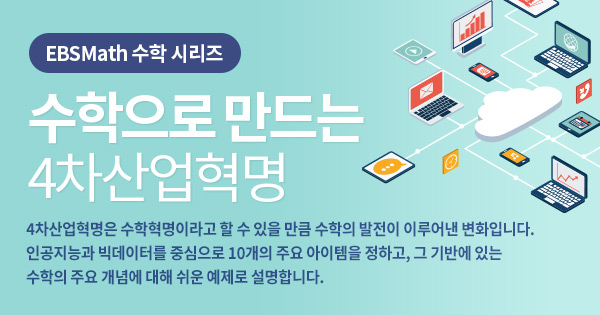 EBSMath 수학 시리즈
수학으로 만드는
4차산업혁명
4차산업혁명은 수학혁명이라고 할 수 있을 만큼 수학의 발전이 이루어낸 변화입니다.
인공지능과 빅데이터를 중심으로 10개의 주요 아이템을 정하고, 그 기반에 있는
수학의 주요 개념에 대해 쉬운 예제로 설명합니다.